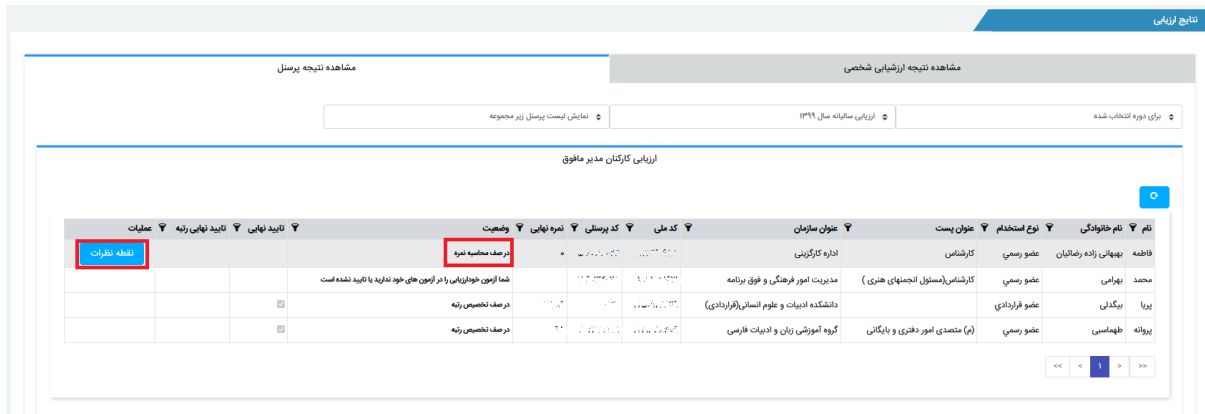 نتایج ارزیابی
مشاهده نتیجه ارزشیابی شخصی
مشاهده نتیجه پرسنل
برای دوره انتخاب شده
ارزیابی سالیانه سال ۱۳۹۹
نمایش لیست پرسنل زیر مجموعه
ارزیابی کارکنان مدیر مافوق
نام نام خانوادگی نوع استخدام عنوان پست عنوان سازمان کد ملی کد پرسنلی نمره نهایی وضعیت تایید نهایی تایید نهایی رتبه عملیات
فاطمه بهبهانی زاده رضائیان عضو رسمي کارشناس اداره کارگزینی ۰ در صف محاسبه نمره نقطه نظرات
محمد بهرامی عضو رسمي کارشناس(مسئول انجمنهای هنری ) مدیریت امور فرهنگی و فوق برنامه شما آزمون خودارزیابی را در آزمون های خود ندارید یا تایید نشده است
پریا بیگدلی عضو قراردادي دانشکده ادبیات و علوم انسانی(قراردادی) در صف تخصیص رتبه
پروانه طهماسبی عضو رسمي (م) متصدی امور دفتری و بایگانی گروه آموزشی زبان و ادبیات فارسی در صف تخصیص رتبه
<< < ۱ > >>